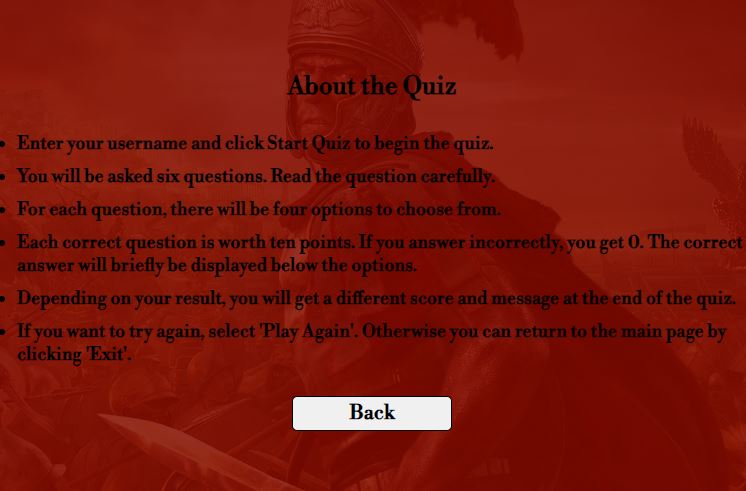 About the Quiz
Enter your username and click Start Quiz to begin the quiz.
You will be asked six questions. Read the question carefully.
For each question, there will be four options to choose from.
Each correct question is worth ten points. If you answer incorrectly, you get 0. The correct
answer will briefly be displayed below the options.
Depending on your result, you will get a different score and message at the end of the quiz.
If you want to try again, select 'Play Again'. Otherwise you can return to the main page by
clicking 'Exit'.
Back